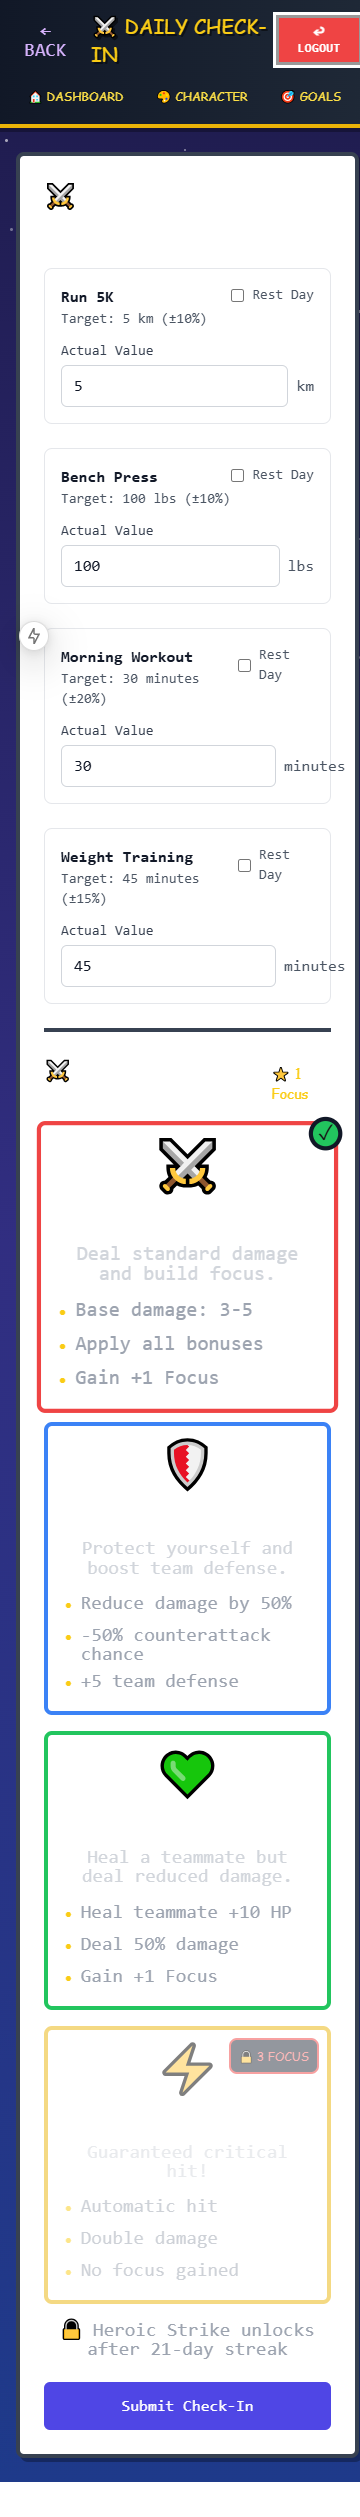 ← BACK
⚔️ DAILY CHECK-IN
↩ LOGOUT
🏠 DASHBOARD
🎨 CHARACTER
🎯 GOALS
Run 5K
Rest Day
Target: 5 km (±10%)
Actual Value
5
km
Bench Press
Rest Day
Target: 100 lbs (±10%)
Actual Value
100
lbs
Morning Workout
Rest
Day
Target: 30 minutes
(±20%)
Actual Value
30
minutes
Weight Training
Rest
Day
Target: 45 minutes
(±15%)
Actual Value
45
minutes
⭐ 1
Focus
Deal standard damage
and build focus.
• Base damage: 3-5
• Apply all bonuses
• Gain +1 Focus
Protect yourself and
boost team defense.
• Reduce damage by 50%
• -50% counterattack
chance
• +5 team defense
Heal a teammate but
deal reduced damage.
• Heal teammate +10 HP
• Deal 50% damage
• Gain +1 Focus
🔒 3 FOCUS
Guaranteed critical
hit!
• Automatic hit
• Double damage
• No focus gained
🔒 Heroic Strike unlocks
after 21-day streak
Submit Check-In